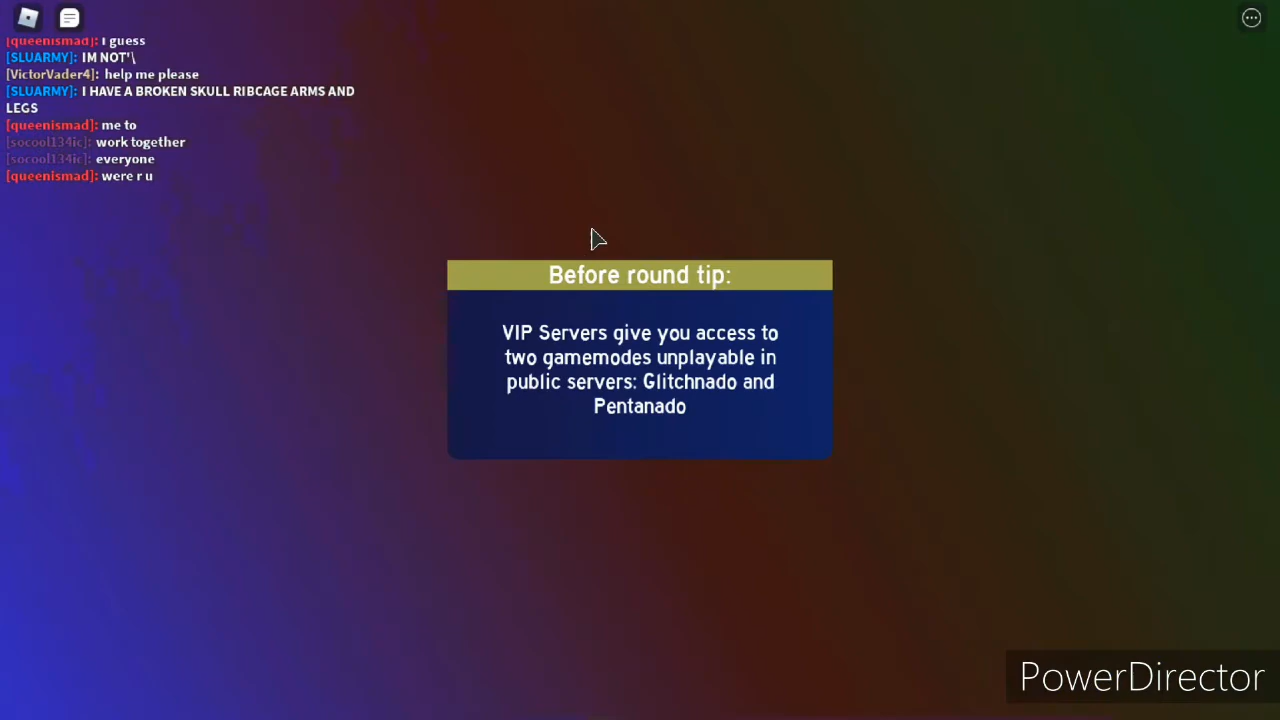 [queenismad]: I guess
[SLUARMY]: IM NOT'\
[VictorVader4]: help me please
[SLUARMY]: I HAVE A BROKEN SKULL RIBCAGE ARMS AND
LEGS
[queenismad]: me to
[socool134ic]: work together
[socool134ic]: everyone
[queenismad]: were r u
Before round tip:
VIP Servers give you access to
two gamemodes unplayable in
public servers: Glitchnado and
Pentanado
PowerDirector